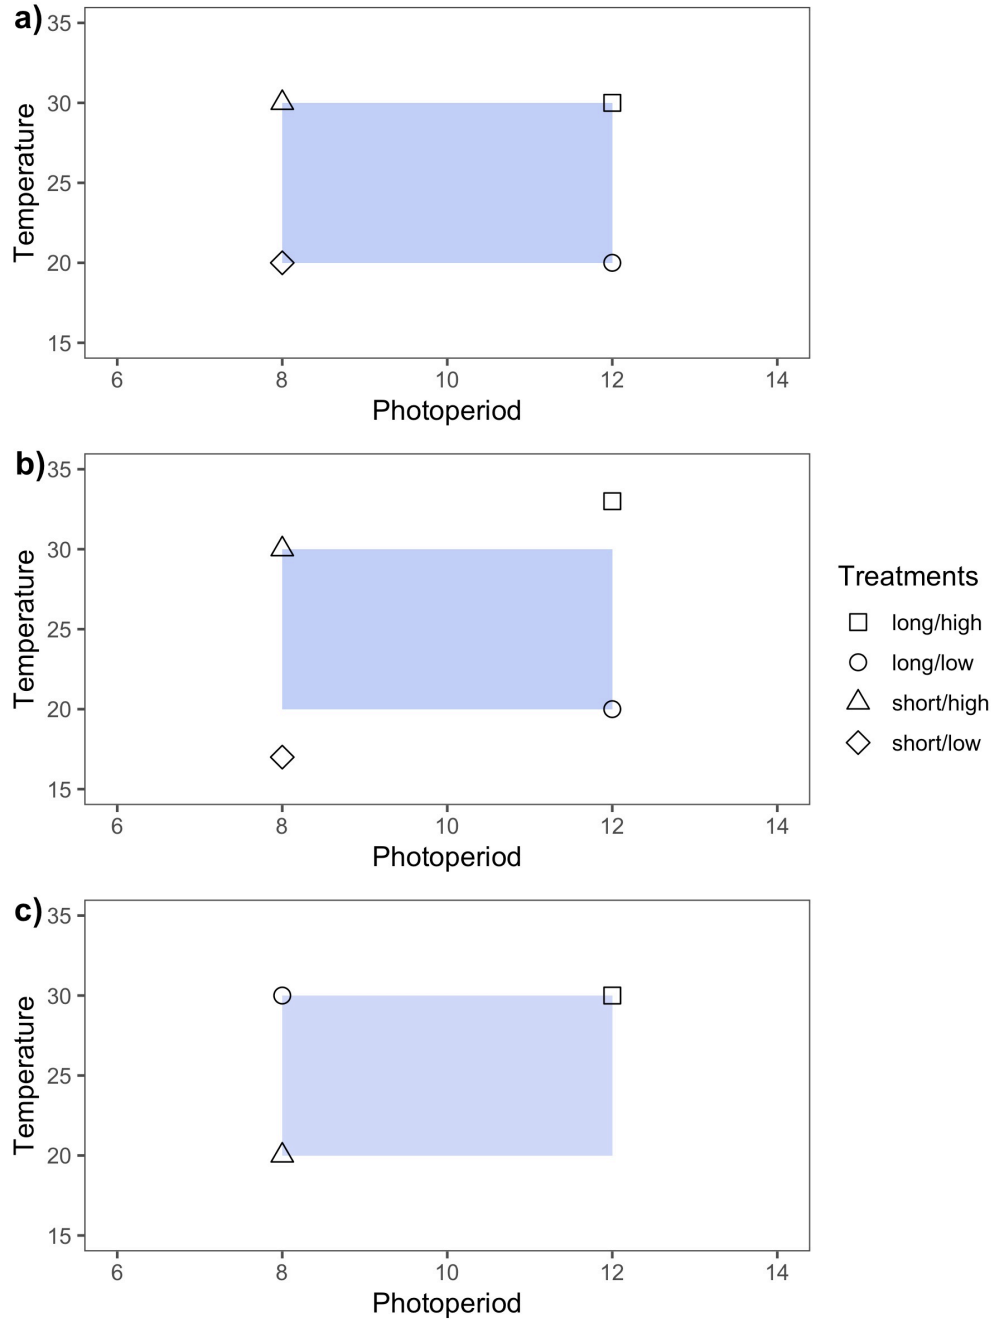 a)
35
30
25
20
15
Temperature
6 8 10 12 14
Photoperiod
b)
35
30
25
20
15
Temperature
6 8 10 12 14
Photoperiod
Treatments
long/high
long/low
short/high
short/low
c)
35
30
25
20
15
Temperature
6 8 10 12 14
Photoperiod